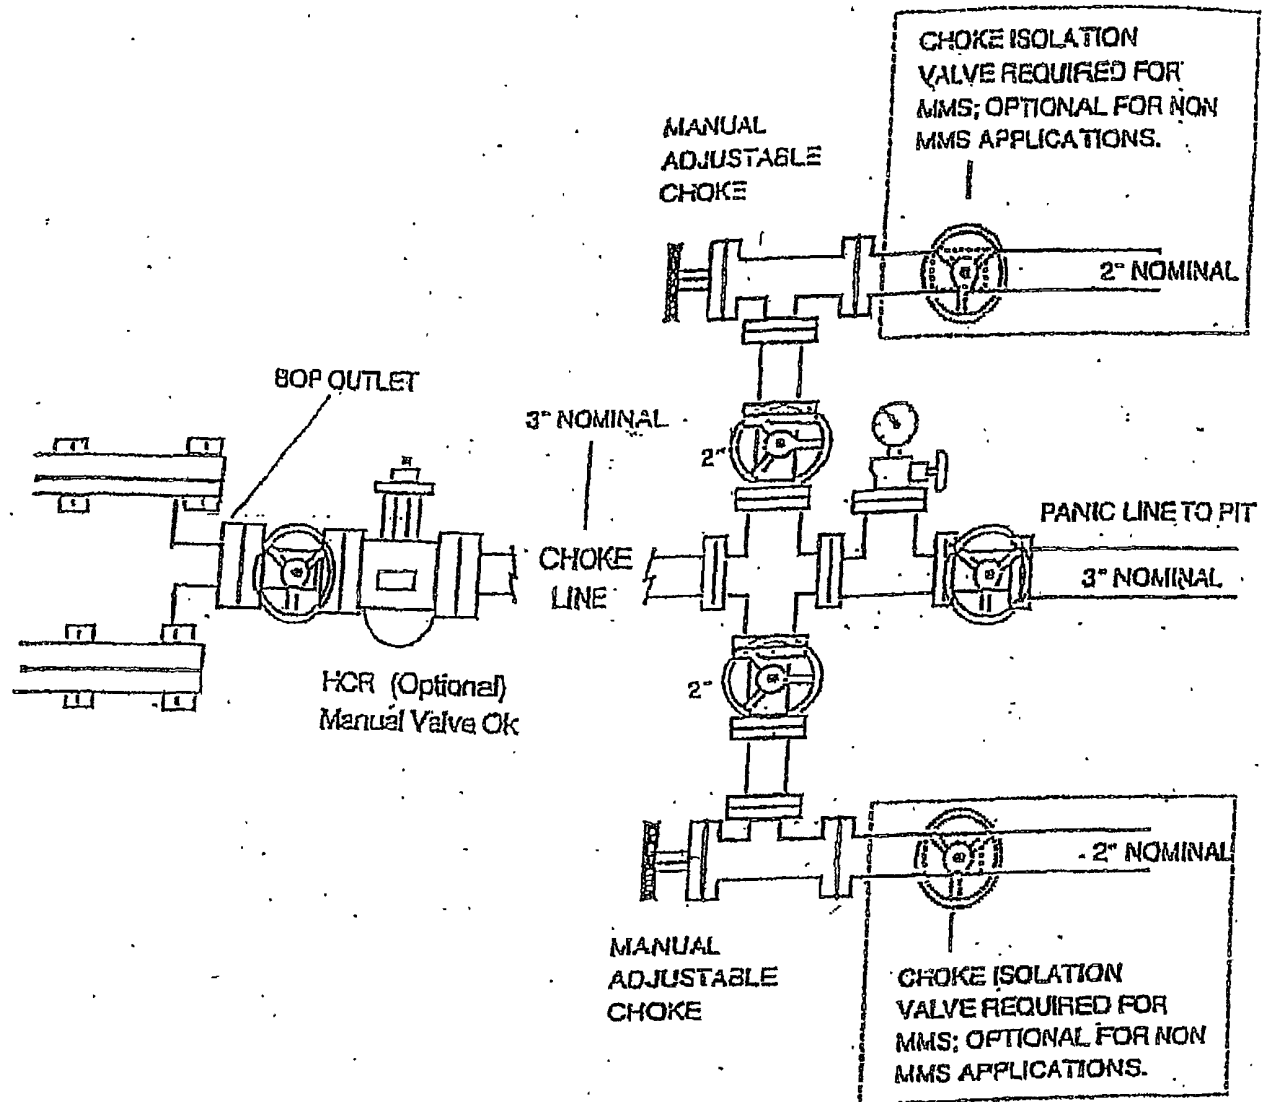 CHOKE ISOLATION
VALVE REQUIRED FOR
MMS; OPTIONAL FOR NON
MMS APPLICATIONS.
MANUAL
ADJUSTABLE
CHOKE
2" NOMINAL
BOP OUTLET
3" NOMINAL
2"
PANIC LINE TO PIT
CHOKE
LINE
3" NOMINAL
HCR (Optional)
Manual Valve Ok
2"
2" NOMINAL
MANUAL
ADJUSTABLE
CHOKE
CHOKE ISOLATION
VALVE REQUIRED FOR
MMS; OPTIONAL FOR NON
MMS APPLICATIONS.